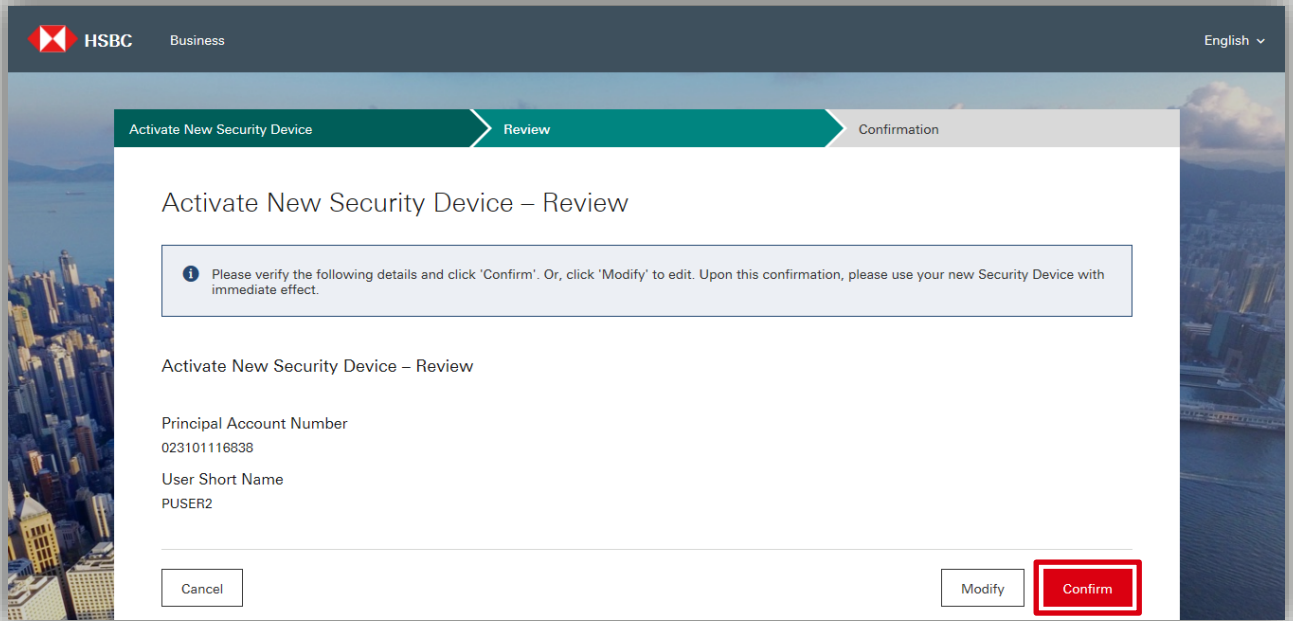 HSBC Business English
Activate New Security Device Review Confirmation
Activate New Security Device – Review
Please verify the following details and click 'Confirm'. Or, click 'Modify' to edit. Upon this confirmation, please use your new Security Device with
immediate effect.
Activate New Security Device – Review
Principal Account Number
023101116838
User Short Name
PUSER2
Cancel Modify Confirm